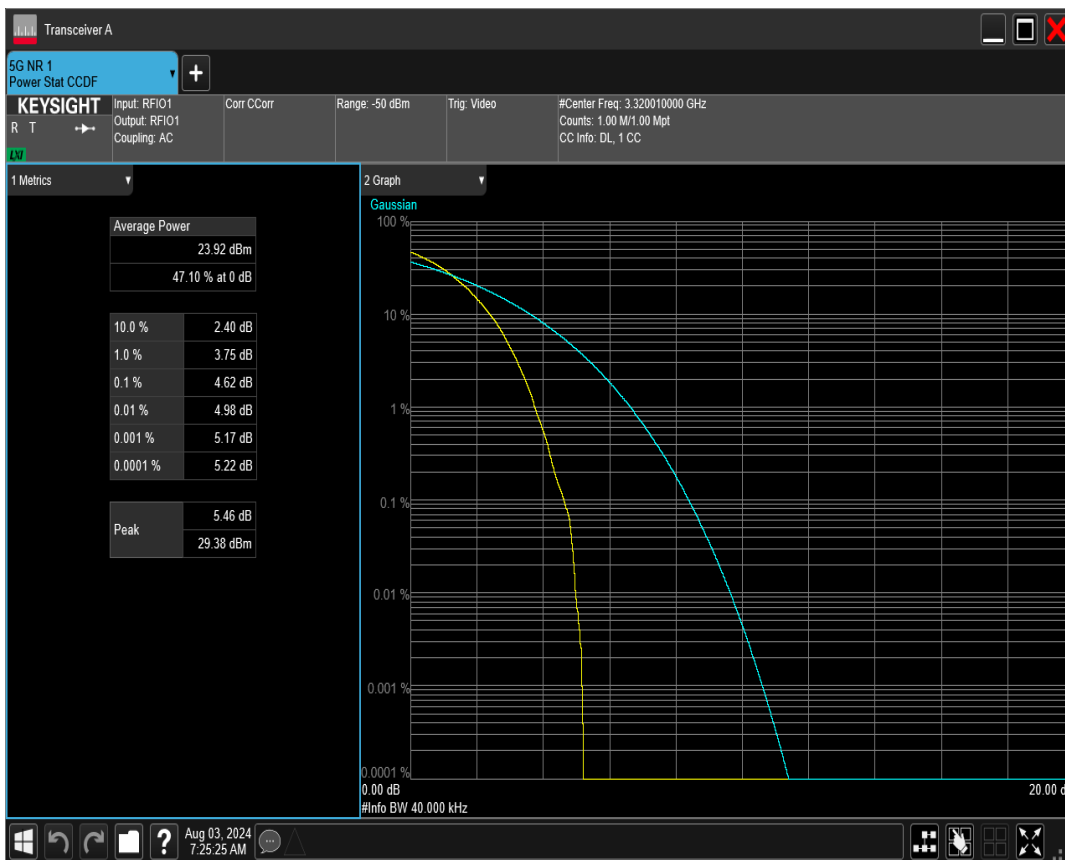 Transceiver A
5G NR 1
Power Stat CCDF
KEYSIGHT
R T
LXI
Input: RFIO1
Output: RFIO1
Coupling: AC
Corr CCorr
Range: -50 dBm
Trig: Video
#Center Freq: 3.320010000 GHz
Counts: 1.00 M/1.00 Mpt
CC Info: DL, 1 CC
1 Metrics
Average Power
23.92 dBm
47.10 % at 0 dB
10.0 % 2.40 dB
1.0 % 3.75 dB
0.1 % 4.62 dB
0.01 % 4.98 dB
0.001 % 5.17 dB
0.0001 % 5.22 dB
Peak 5.46 dB
29.38 dBm
2 Graph
Gaussian
100 %
10 %
1 %
0.1 %
0.01 %
0.001 %
0.0001 %
0.00 dB
20.00 d
#Info BW 40.000 kHz
?
Aug 03, 2024
7:25:25 AM